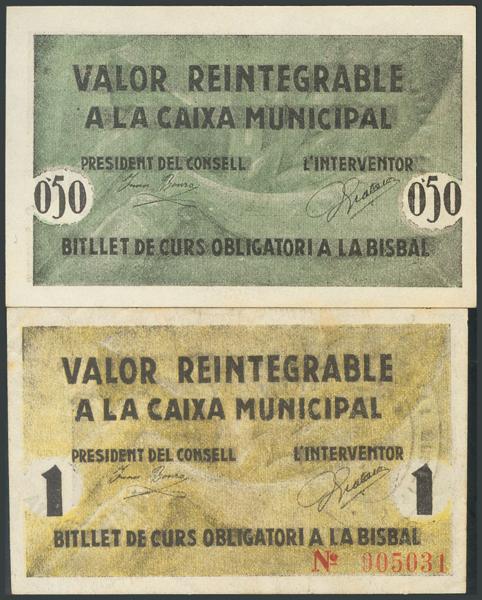 VALOR REINTEGRABLE
A LA CAIXA MUNICIPAL
PRESIDENT DEL CONSELL L'INTERVENTOR
0'50 0'50
BITLLET DE CURS OBLIGATORI A LA BISBAL
VALOR REINTEGRABLE
A LA CAIXA MUNICIPAL
PRESIDENT DEL CONSELL L'INTERVENTOR
1 1
BITLLET DE CURS OBLIGATORI A LA BISBAL
Nº 005031